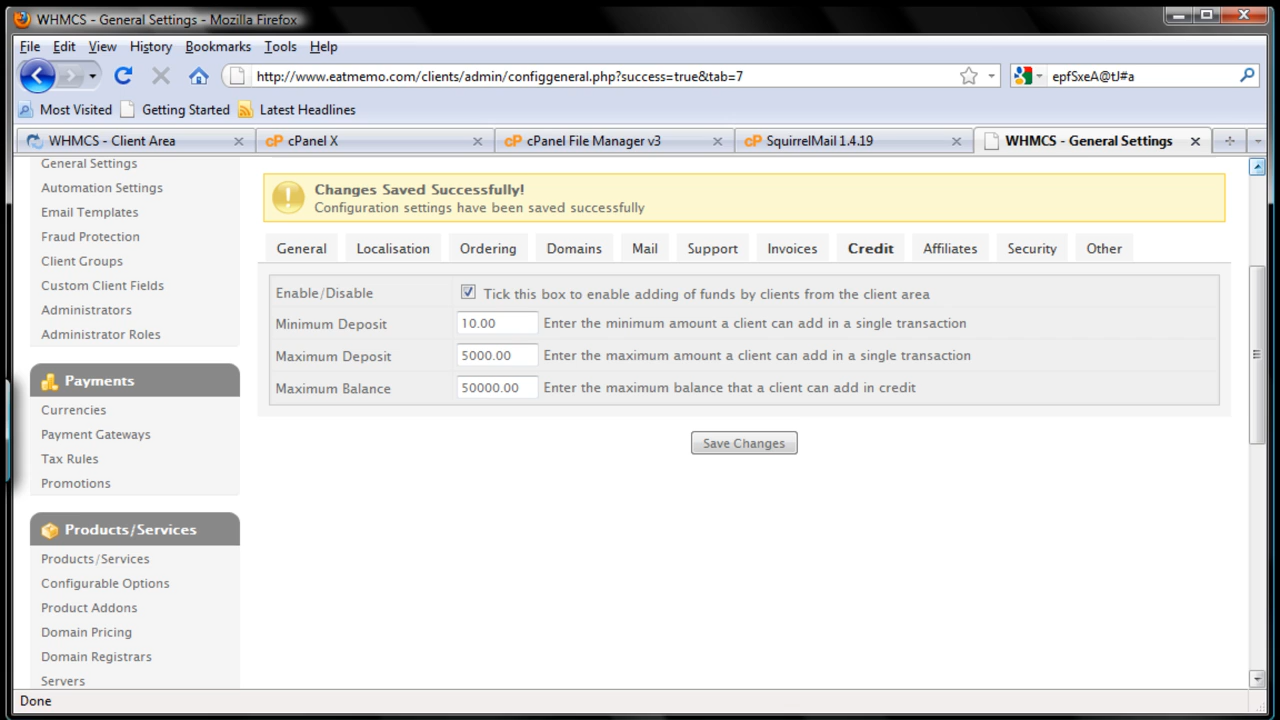 WHMCS - General Settings - Mozilla Firefox
File Edit View History Bookmarks Tools Help
http://www.eatmemo.com/clients/admin/configgeneral.php?success=true&tab=7
epfSxeA@tJ#a
Most Visited Getting Started Latest Headlines
WHMCS - Client Area
cP cPanel X
cP cPanel File Manager v3
cP SquirrelMail 1.4.19
WHMCS - General Settings
General Settings
Automation Settings
Email Templates
Fraud Protection
Client Groups
Custom Client Fields
Administrators
Administrator Roles
Payments
Currencies
Payment Gateways
Tax Rules
Promotions
Products/Services
Products/Services
Configurable Options
Product Addons
Domain Pricing
Domain Registrars
Servers
Changes Saved Successfully!
Configuration settings have been saved successfully
General Localisation Ordering Domains Mail Support Invoices Credit Affiliates Security Other
Enable/Disable Tick this box to enable adding of funds by clients from the client area
Minimum Deposit 10.00 Enter the minimum amount a client can add in a single transaction
Maximum Deposit 5000.00 Enter the maximum amount a client can add in a single transaction
Maximum Balance 50000.00 Enter the maximum balance that a client can add in credit
Save Changes
Done